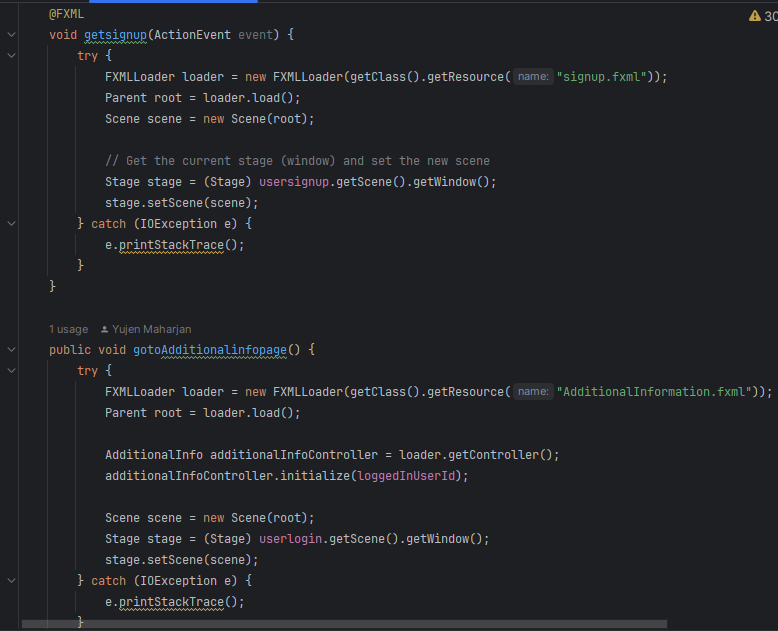 @FXML
30
void getsignup(ActionEvent event) {
try {
FXMLLoader loader = new FXMLLoader(getClass().getResource( name: "signup.fxml"));
Parent root = loader.load();
Scene scene = new Scene(root);
// Get the current stage (window) and set the new scene
Stage stage = (Stage) usersignup.getScene().getWindow();
stage.setScene(scene);
} catch (IOException e) {
e.printStackTrace();
}
}
1 usage Yujen Maharjan
public void gotoAdditionalinfopage() {
try {
FXMLLoader loader = new FXMLLoader(getClass().getResource( name: "AdditionalInformation.fxml"));
Parent root = loader.load();
AdditionalInfo additionalInfoController = loader.getController();
additionalInfoController.initialize(loggedInUserId);
Scene scene = new Scene(root);
Stage stage = (Stage) userlogin.getScene().getWindow();
stage.setScene(scene);
} catch (IOException e) {
e.printStackTrace();
}